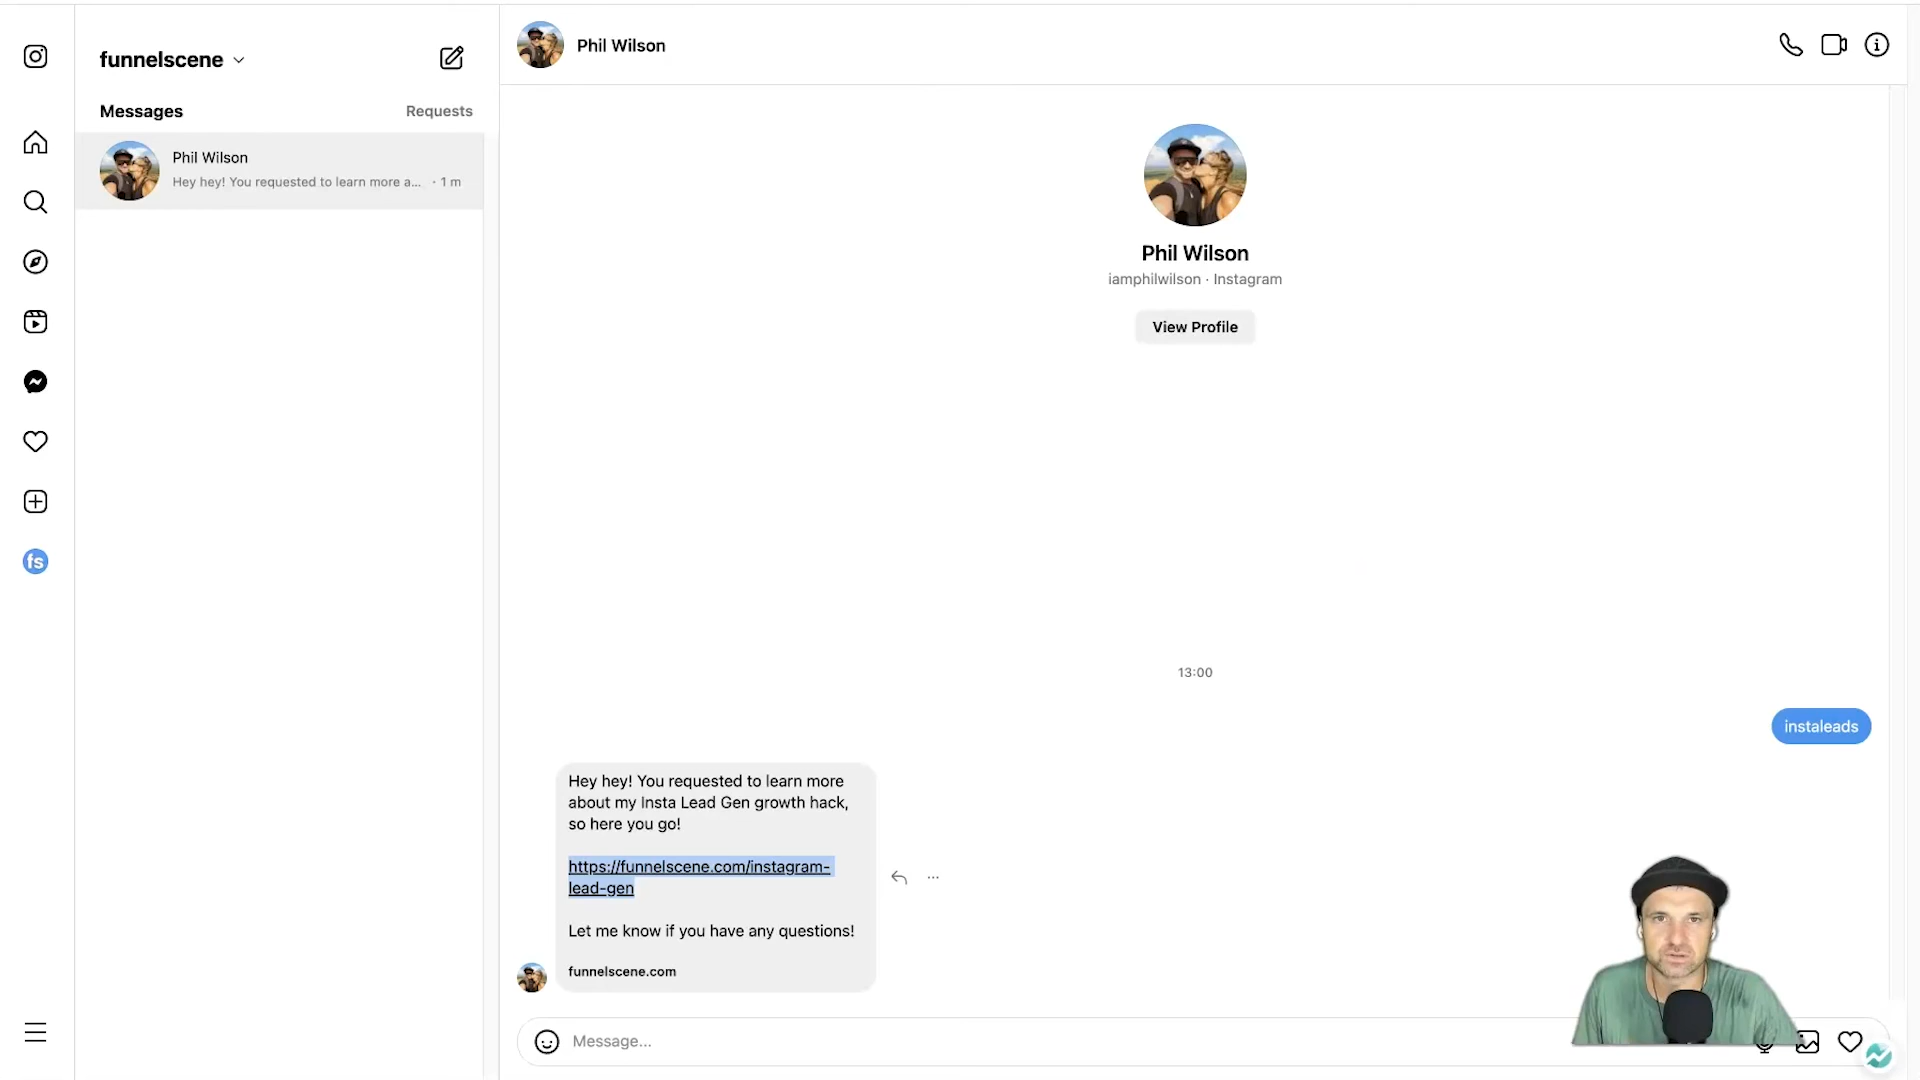 funnelscene
Messages
Requests
Phil Wilson
Hey hey! You requested to learn more a... · 1 m
fs
Phil Wilson
Phil Wilson
iamphilwilson · Instagram
View Profile
13:00
instaleads
Hey hey! You requested to learn more
about my Insta Lead Gen growth hack,
so here you go!
https://funnelscene.com/instagram-
lead-gen
Let me know if you have any questions!
funnelscene.com
Message...